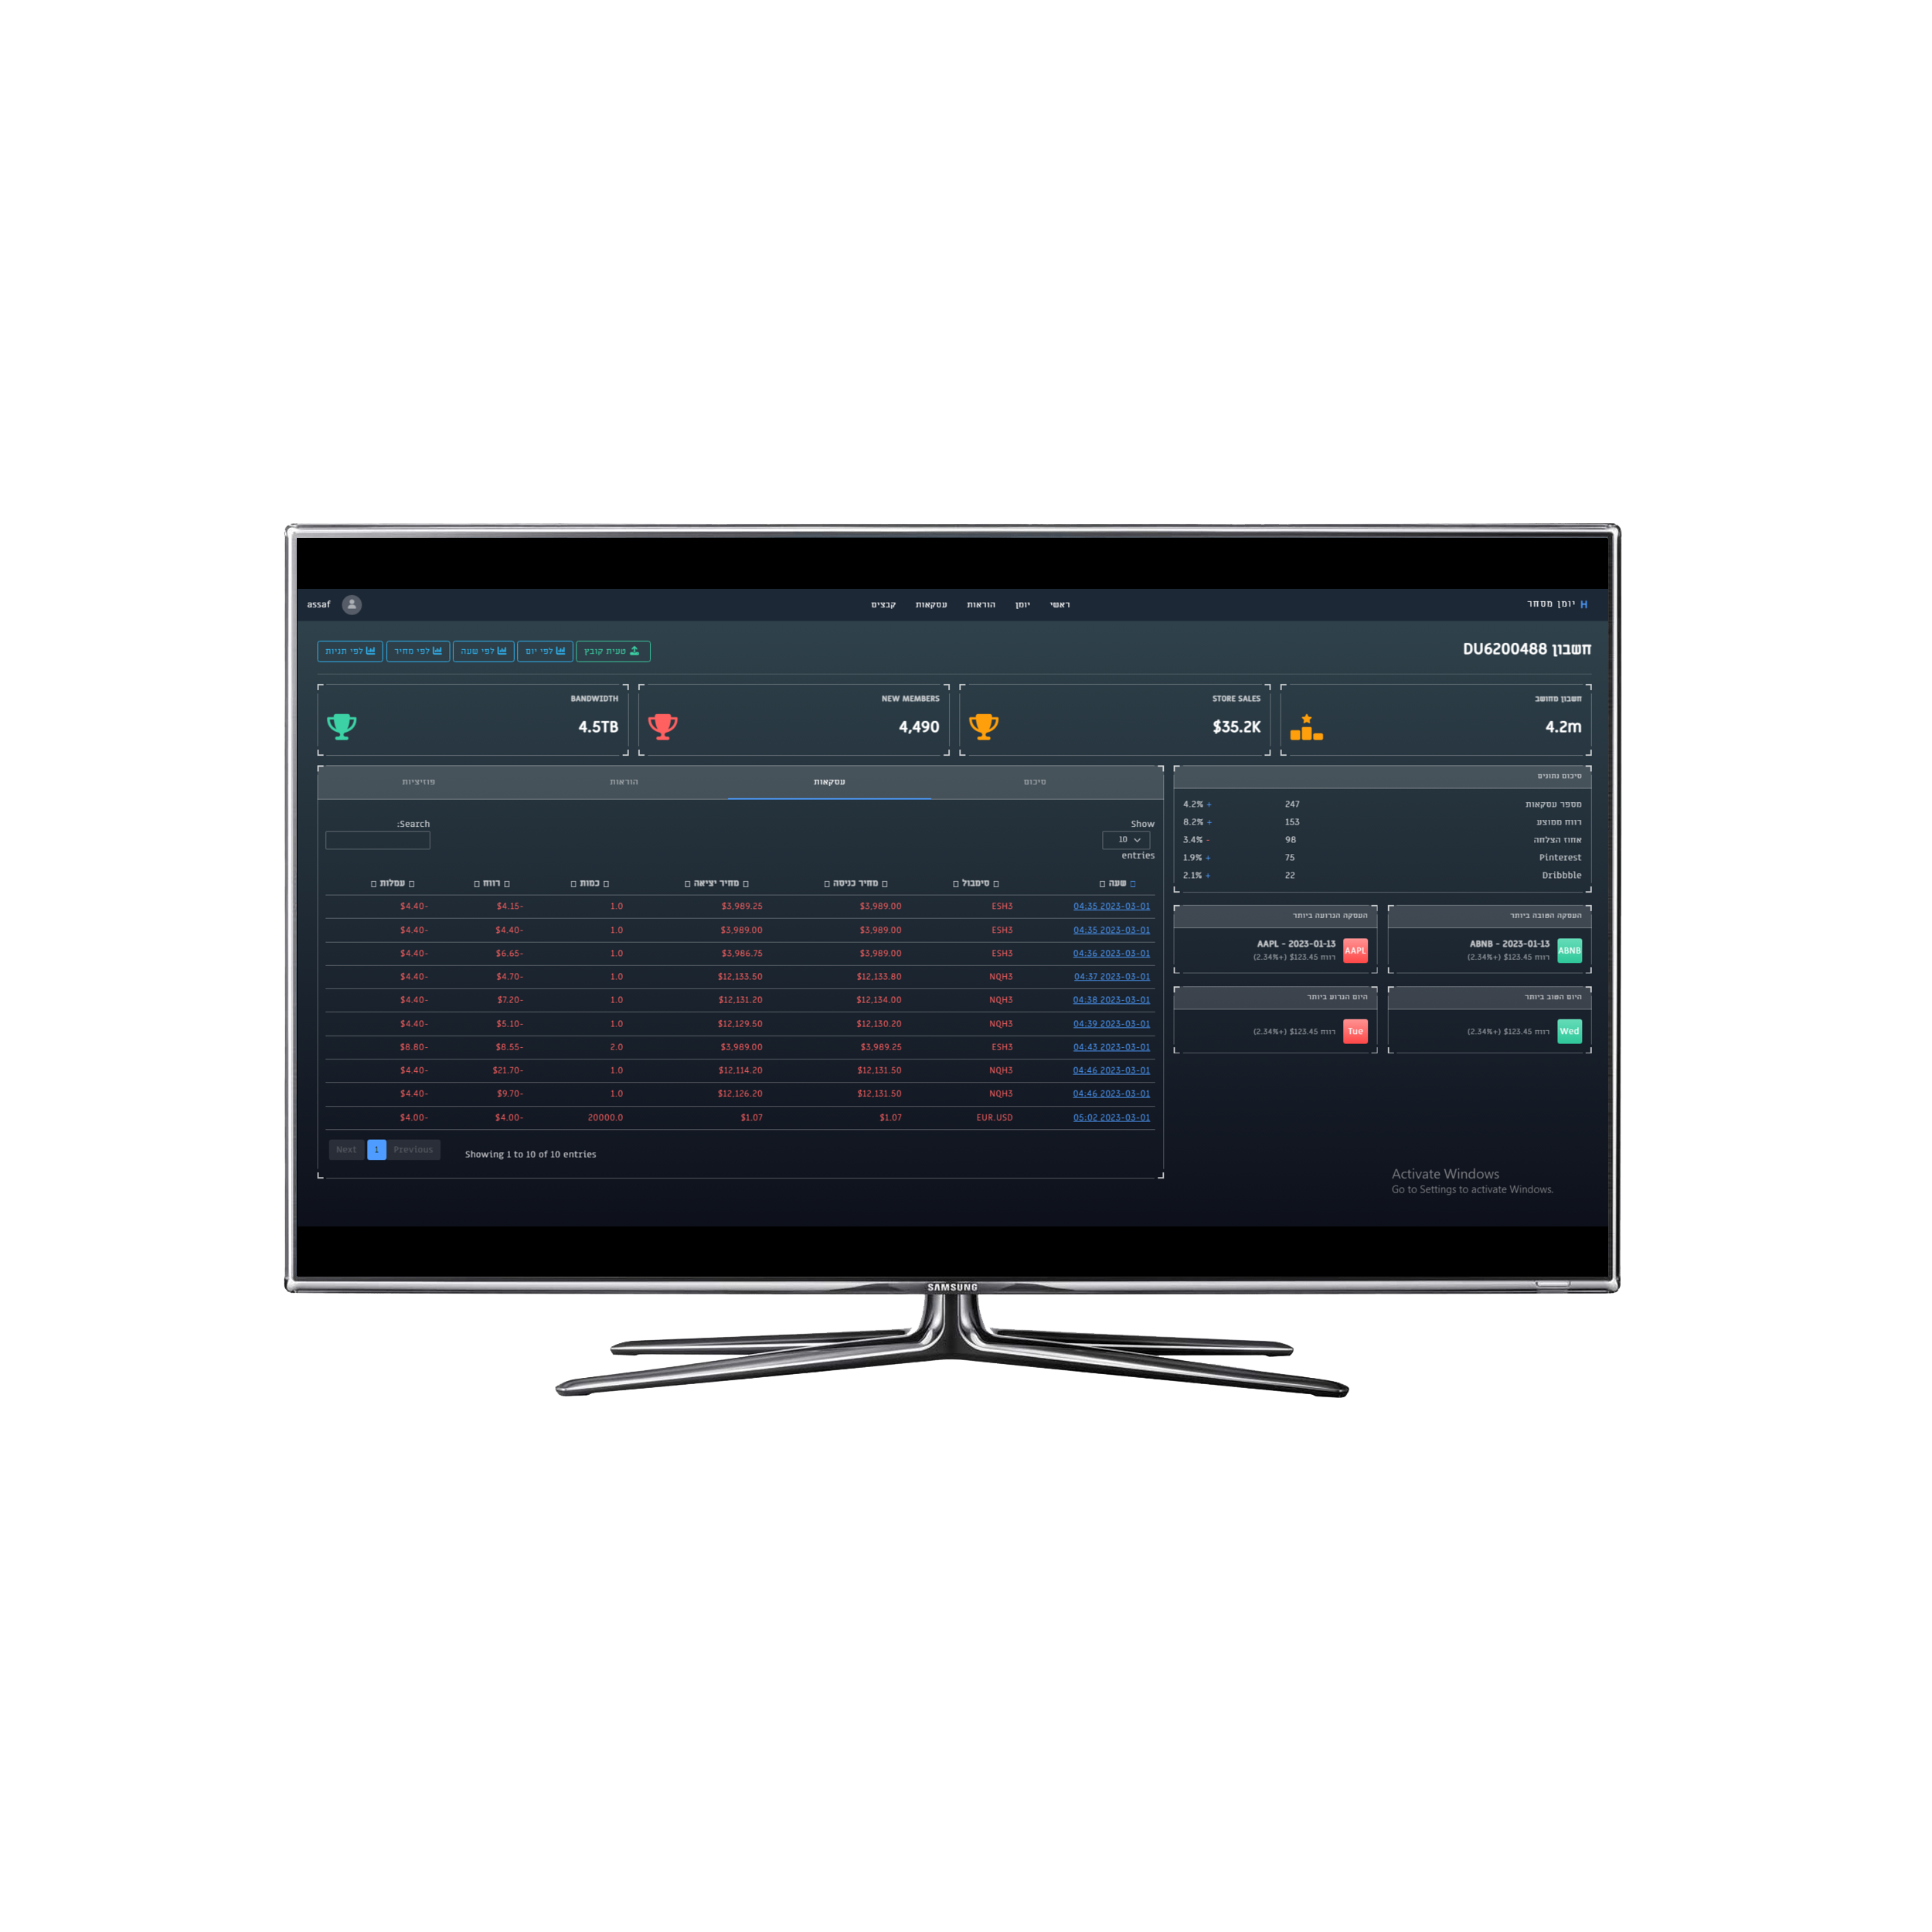 H יומן מסחר
ראשי יומן הוראות עסקאות קבצים
assaf
חשבון DU6200488
טעינת קובץ
לפי יום
לפי שעה
לפי מחיר
לפי תגיות
חשבון מחושב
4.2m
STORE SALES
$35.2K
NEW MEMBERS
4,490
BANDWIDTH
4.5TB
סיכום נתונים
מספר עסקאות 247 4.2% +
רווח ממוצע 153 8.2% +
אחוז הצלחה 98 3.4% -
Pinterest 75 1.9% +
Dribbble 22 2.1% +
העסקה הטובה ביותר
ABNB
ABNB - 2023-01-13
רווח $123.45 (+2.34%)
העסקה הגרועה ביותר
AAPL
AAPL - 2023-01-13
רווח $123.45 (+2.34%)
היום הטוב ביותר
Wed
רווח $123.45 (+2.34%)
היום הגרוע ביותר
Tue
רווח $123.45 (+2.34%)
סיכום עסקאות הוראות פוזיציות
Show
10
entries
:Search
שעה סימבול מחיר כניסה מחיר יציאה כמות רווח עמלות
04:35 2023-03-01 ESH3 $3,989.00 $3,989.25 1.0 $4.15- $4.40-
04:35 2023-03-01 ESH3 $3,989.00 $3,989.00 1.0 $4.40- $4.40-
04:36 2023-03-01 ESH3 $3,989.00 $3,986.75 1.0 $6.65- $4.40-
04:37 2023-03-01 NQH3 $12,133.80 $12,133.50 1.0 $4.70- $4.40-
04:38 2023-03-01 NQH3 $12,134.00 $12,131.20 1.0 $7.20- $4.40-
04:39 2023-03-01 NQH3 $12,130.20 $12,129.50 1.0 $5.10- $4.40-
04:43 2023-03-01 ESH3 $3,989.25 $3,989.00 2.0 $8.55- $8.80-
04:46 2023-03-01 NQH3 $12,131.50 $12,114.20 1.0 $21.70- $4.40-
04:46 2023-03-01 NQH3 $12,131.50 $12,126.20 1.0 $9.70- $4.40-
05:02 2023-03-01 EUR.USD $1.07 $1.07 20000.0 $4.00- $4.00-
Showing 1 to 10 of 10 entries
Previous 1 Next
Activate Windows
Go to Settings to activate Windows.
SAMSUNG